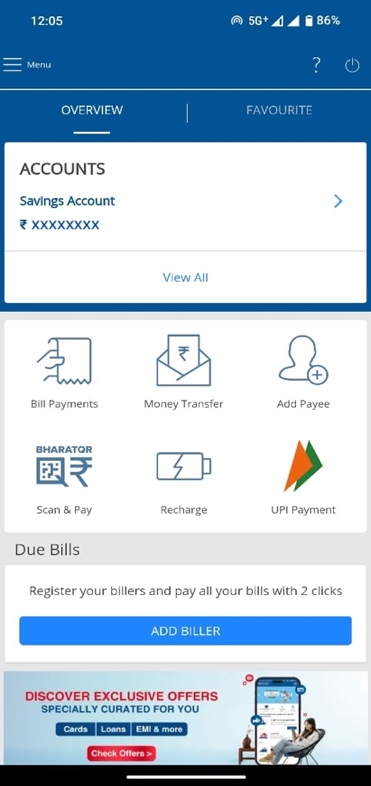 12:05 5G+ 86%
Menu ?
OVERVIEW FAVOURITE
ACCOUNTS
Savings Account
₹ XXXXXXXX
View All
₹
Bill Payments Money Transfer Add Payee
BHARATQR
₹
Scan & Pay Recharge UPI Payment
Due Bills
Register your billers and pay all your bills with 2 clicks
ADD BILLER
DISCOVER EXCLUSIVE OFFERS
SPECIALLY CURATED FOR YOU
Cards Loans EMI & more
Check Offers >